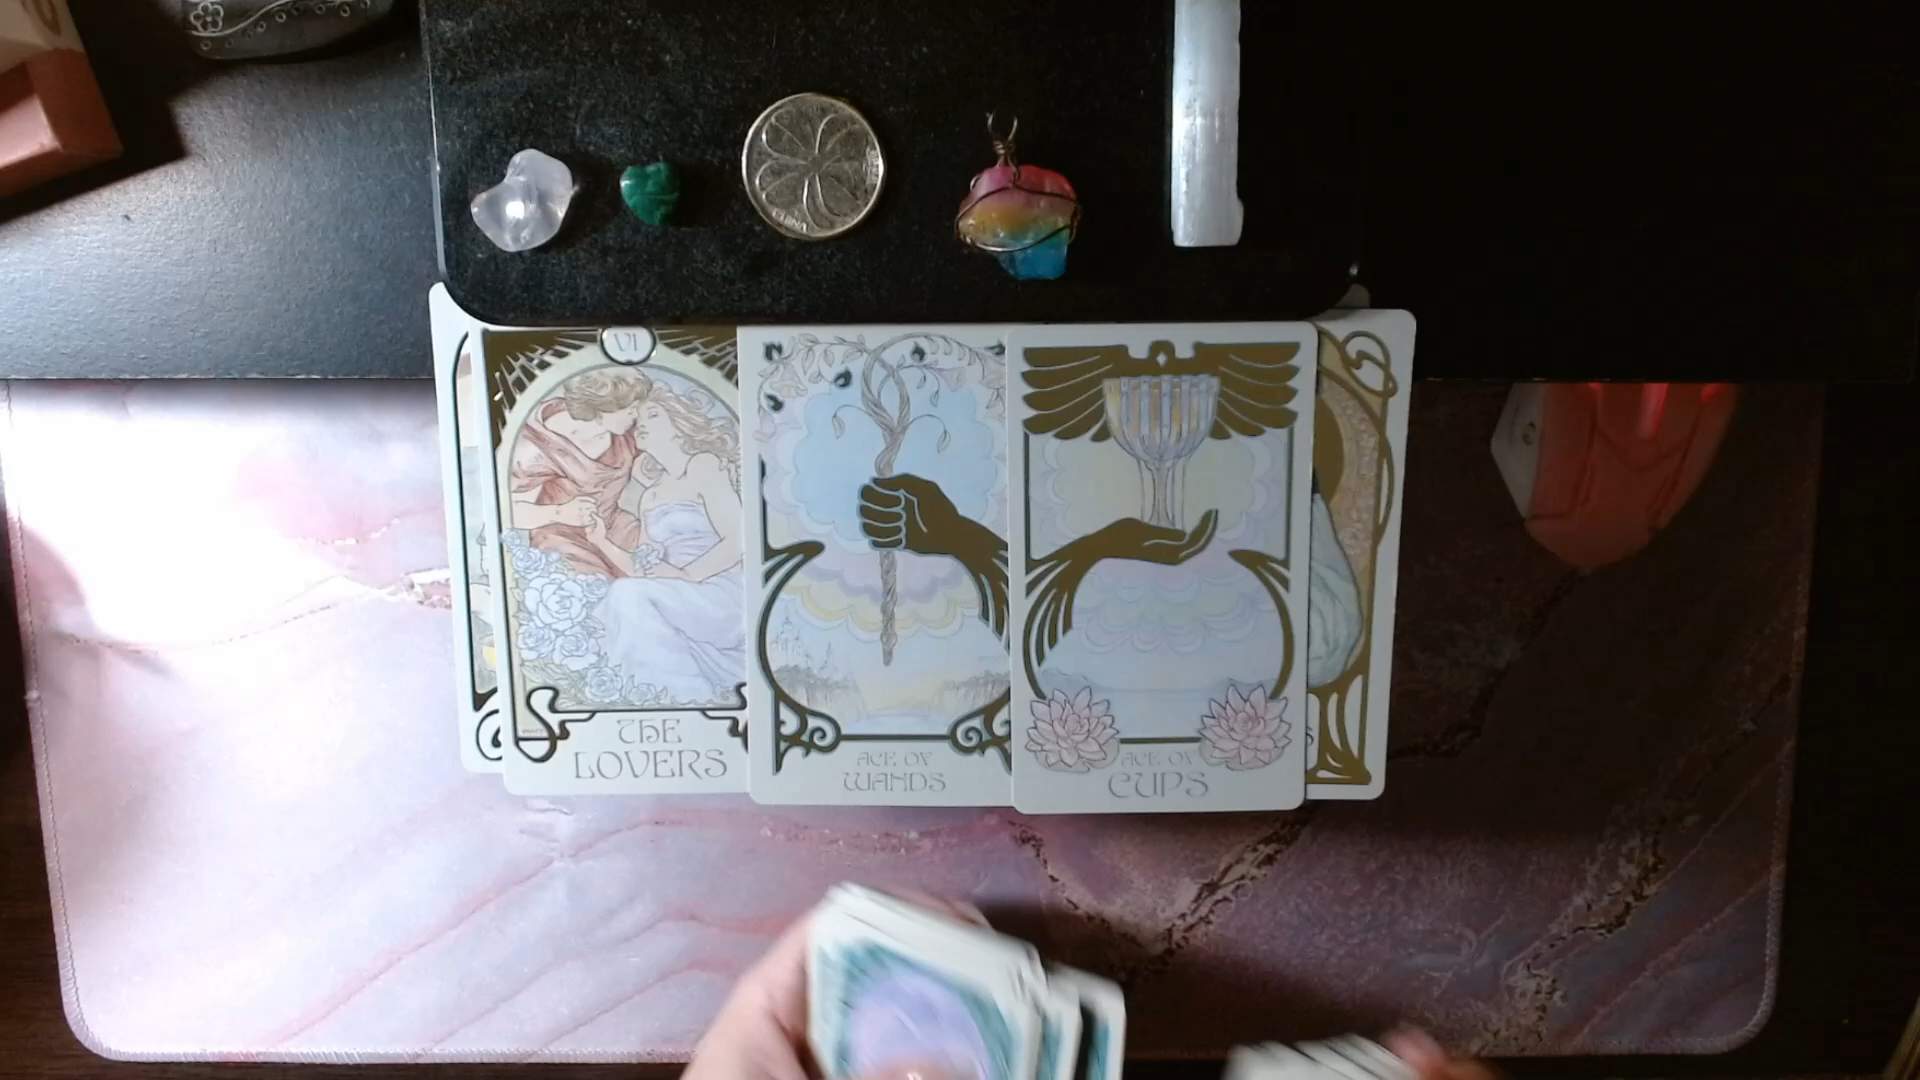 VI
THE
LOVERS
ACE OF
WANDS
ACE OF
CUPS
S